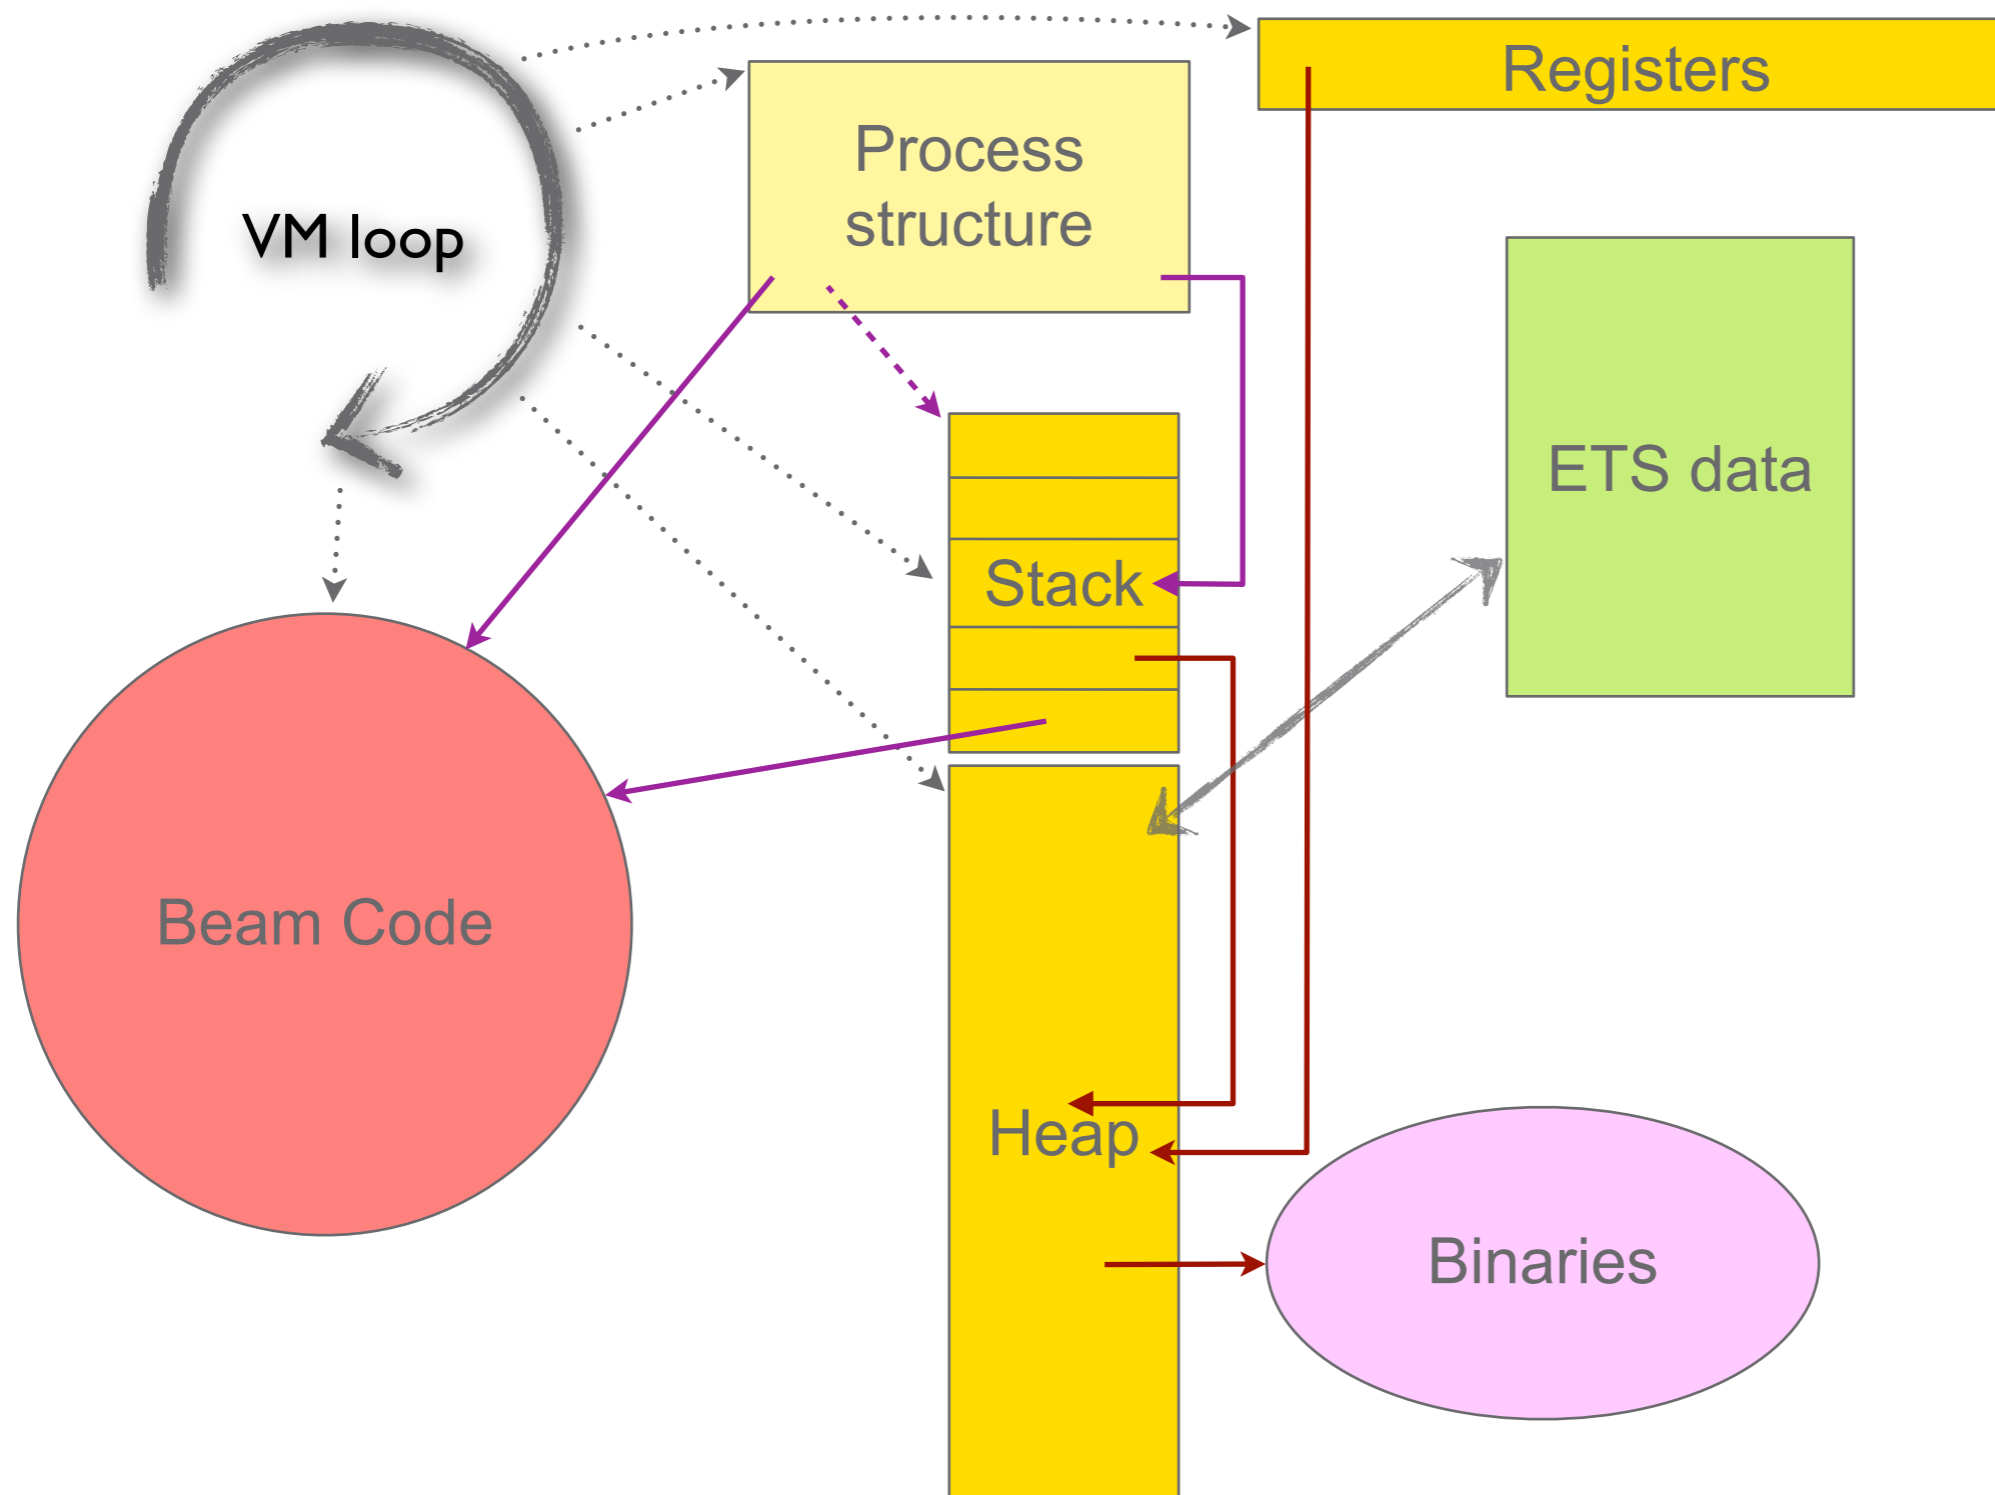 Registers
Process
structure
VM loop
ETS data
Stack
Beam Code
Heap
Binaries